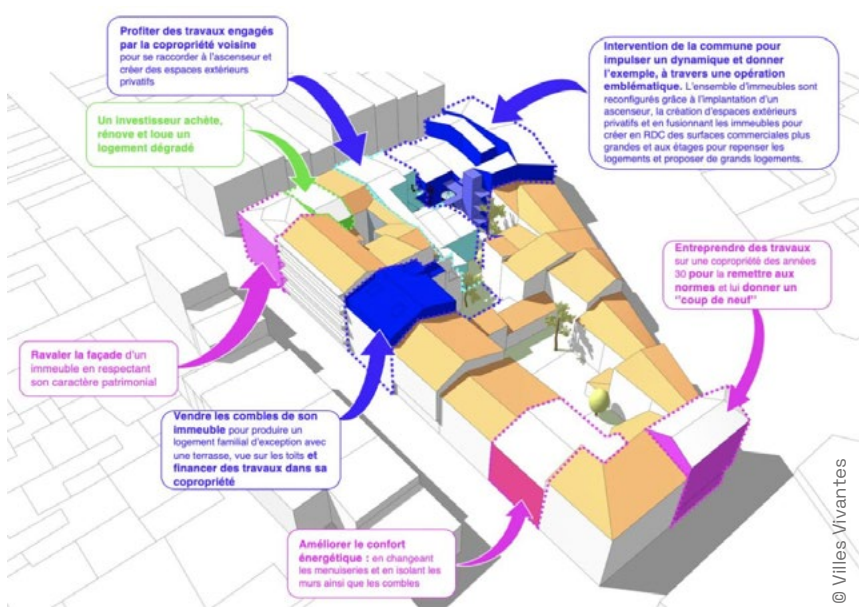 Profiter des travaux engagés
par la copropriété voisine
pour se raccorder à l'ascenseur et
créer des espaces extérieurs
privatifs
Intervention de la commune pour
impulser un dynamique et donner
l'exemple, à travers une opération
emblématique. L'ensemble d'immeubles sont
reconfigurés grâce à l'implantation d'un
ascenseur, la création d'espaces extérieurs
privatifs et en fusionnant les immeubles pour
créer en RDC des surfaces commerciales plus
grandes et aux étages pour repenser les
logements et proposer de grands logements.
Un investisseur achète,
rénove et loue un
logement dégradé
Entreprendre des travaux
sur une copropriété des années
30 pour la remettre aux
normes et lui donner un
"coup de neuf"
Ravaler la façade d'un
immeuble en respectant
son caractère patrimonial
Vendre les combles de son
immeuble pour produire un
logement familial d'exception avec
une terrasse, vue sur les toits et
financer des travaux dans sa
copropriété
Améliorer le confort
énergétique : en changeant
les menuiseries et en isolant les
murs ainsi que les combles
© Villes Vivantes